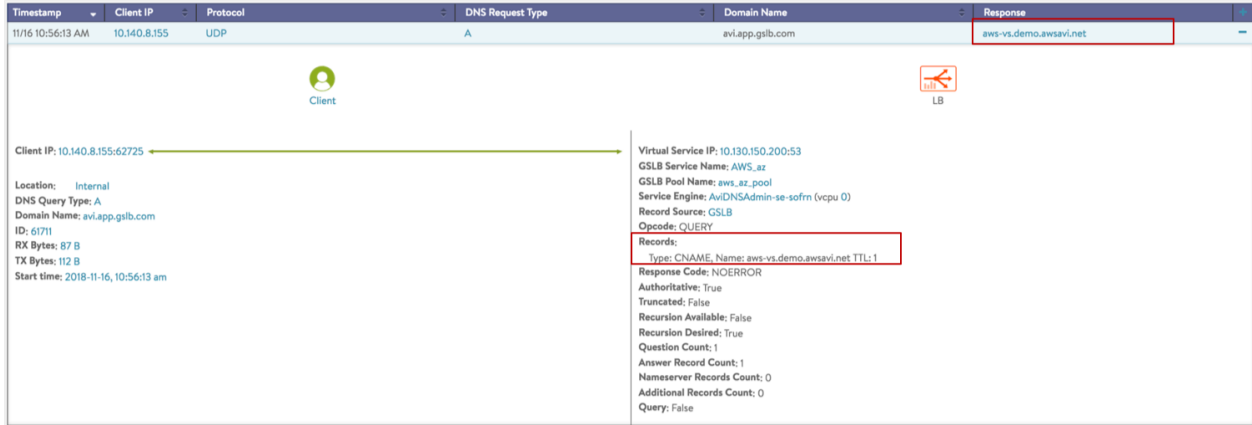 Timestamp Client IP Protocol DNS Request Type Domain Name Response +
11/16 10:56:13 AM 10.140.8.155 UDP A avi.app.gslb.com aws-vs.demo.awsavi.net −
Client
LB
Client IP: 10.140.8.155:62725
Location: Internal
DNS Query Type: A
Domain Name: avi.app.gslb.com
ID: 61711
RX Bytes: 87 B
TX Bytes: 112 B
Start time: 2018-11-16, 10:56:13 am
Virtual Service IP: 10.130.150.200:53
GSLB Service Name: AWS_az
GSLB Pool Name: aws_az_pool
Service Engine: AviDNSAdmin-se-sofrn (vcpu 0)
Record Source: GSLB
Opcode: QUERY
Records:
Type: CNAME, Name: aws-vs.demo.awsavi.net TTL: 1
Response Code: NOERROR
Authoritative: True
Truncated: False
Recursion Available: False
Recursion Desired: True
Question Count: 1
Answer Record Count: 1
Nameserver Records Count: 0
Additional Records Count: 0
Query: False